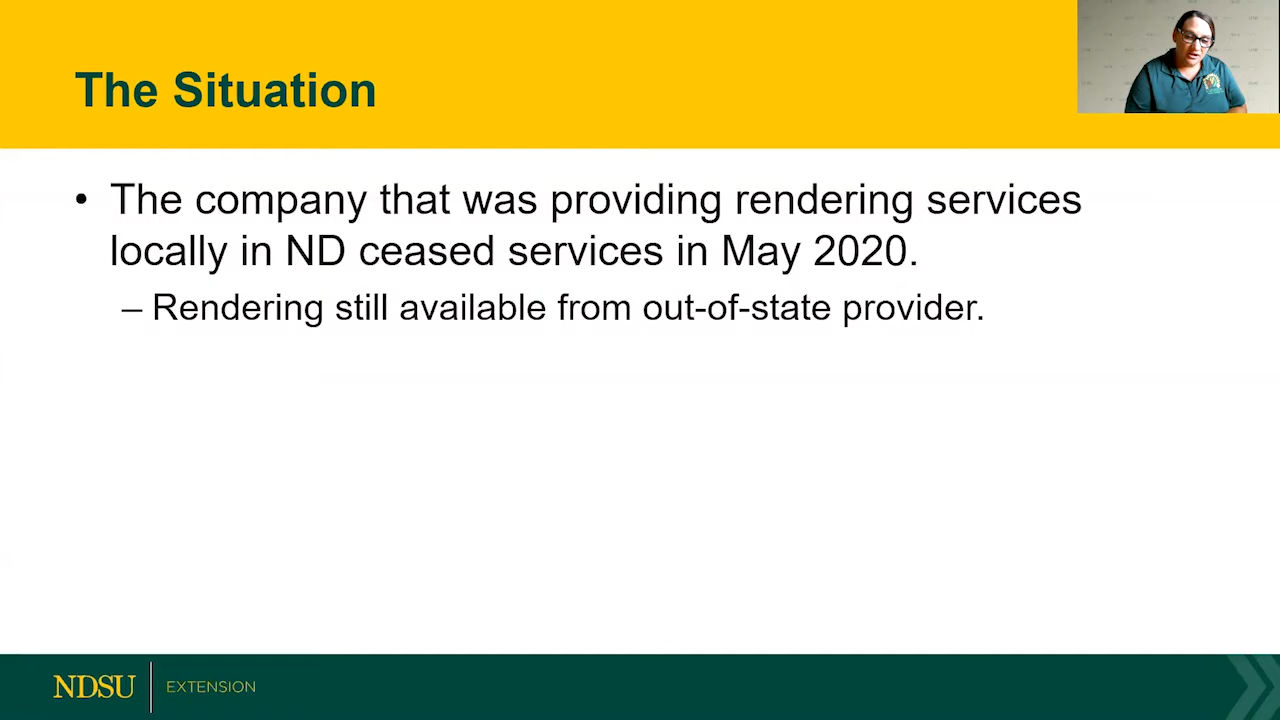 The Situation
• The company that was providing rendering services
locally in ND ceased services in May 2020.
– Rendering still available from out-of-state provider.
NDSU EXTENSION